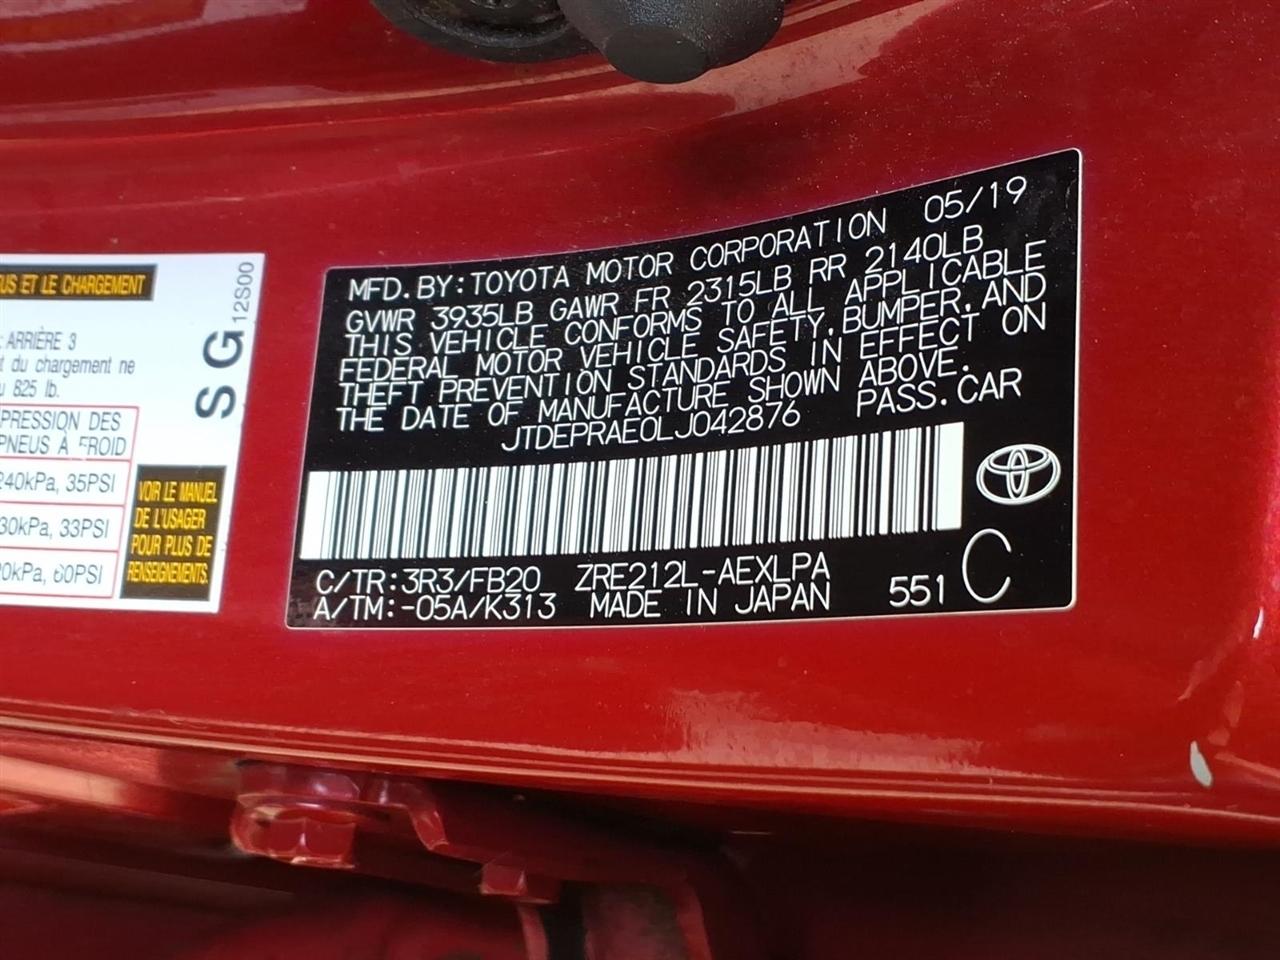 US ET LE CHARGEMENT
12S00
SG
: ARRIÈRE 3
du chargement ne
825 lb.
PRESSION DES
PNEUS À FROID
240kPa, 35PSI
30kPa, 33PSI
0kPa, 60PSI
VOIR LE MANUEL
DE L'USAGER
POUR PLUS DE
RENSEIGNEMENTS.
MFD. BY: TOYOTA MOTOR CORPORATION 05/19
GVWR 3935LB GAWR FR 2315LB RR 2140LB
THIS VEHICLE CONFORMS TO ALL APPLICABLE
FEDERAL MOTOR VEHICLE SAFETY, BUMPER, AND
THEFT PREVENTION STANDARDS IN EFFECT ON
THE DATE OF MANUFACTURE SHOWN ABOVE.
JTDEPRAE0LJ042876 PASS. CAR
C/TR: 3R3/FB20 ZRE212L-AEXLPA
A/TM: -05A/K313 MADE IN JAPAN 551 C